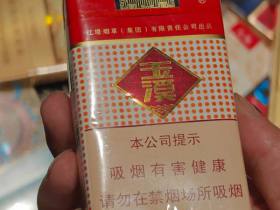 红塔烟草(集团)有限责任公司出品
玉溪
本公司提示
吸烟有害健康
请勿在禁烟场所吸烟